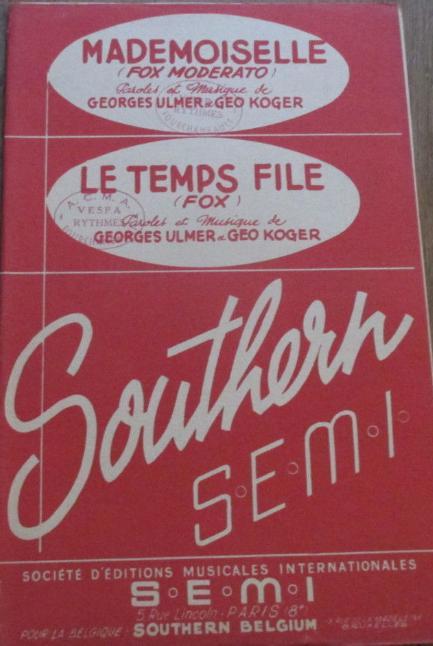 MADEMOISELLE
(FOX MODERATO)
Paroles et Musique de
GEORGES ULMER et GEO KOGER
RYTHMES
LE TEMPS FILE
(FOX)
A.C.M.A.
VESPA
RYTHMES
Paroles et Musique de
GEORGES ULMER et GEO KOGER
Southern
S.E.M.I.
SOCIÉTÉ D'ÉDITIONS MUSICALES INTERNATIONALES
S.E.M.I
5 Rue Lincoln - PARIS (8e)
POUR LA BELGIQUE: SOUTHERN BELGIUM